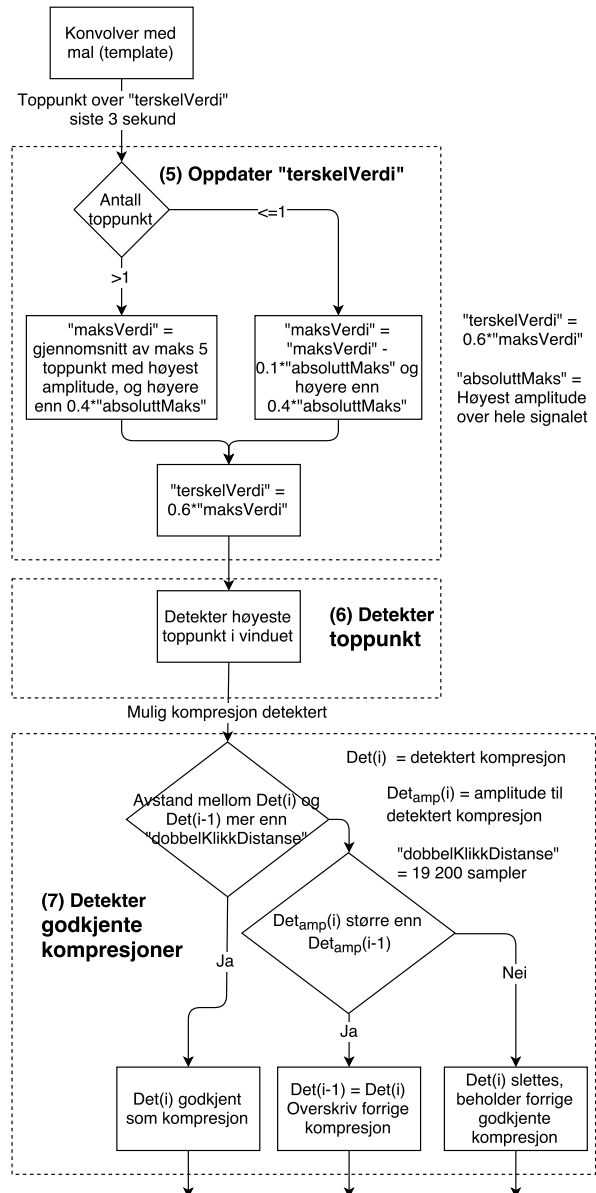 Konvolver med
mal (template)
Toppunkt over "terskelVerdi"
siste 3 sekund
(5) Oppdater "terskelVerdi"
Antall
toppunkt
<=1
>1
"maksVerdi" =
gjennomsnitt av maks 5
toppunkt med høyest
amplitude, og høyere
enn 0.4*"absoluttMaks"
"maksVerdi" =
"maksVerdi" -
0.1*"absoluttMaks" og
høyere enn
0.4*"absoluttMaks"
"terskelVerdi" =
0.6*"maksVerdi"
"absoluttMaks" =
Høyest amplitude
over hele signalet
"terskelVerdi" =
0.6*"maksVerdi"
Detekter høyeste
toppunkt i vinduet
(6) Detekter
toppunkt
Mulig kompresjon detektert
Det(i) = detektert kompresjon
Avstand mellom Det(i) og
Det(i-1) mer enn
"dobbelKlikkDistanse"
Detamp(i) = amplitude til
detektert kompresjon
"dobbelKlikkDistanse"
= 19 200 sampler
(7) Detekter
godkjente
kompresjoner
Detamp(i) større enn
Detamp(i-1)
Ja
Nei
Ja
Det(i) godkjent
som kompresjon
Det(i-1) = Det(i)
Overskriv forrige
kompresjon
Det(i) slettes,
beholder forrige
godkjente
kompresjon